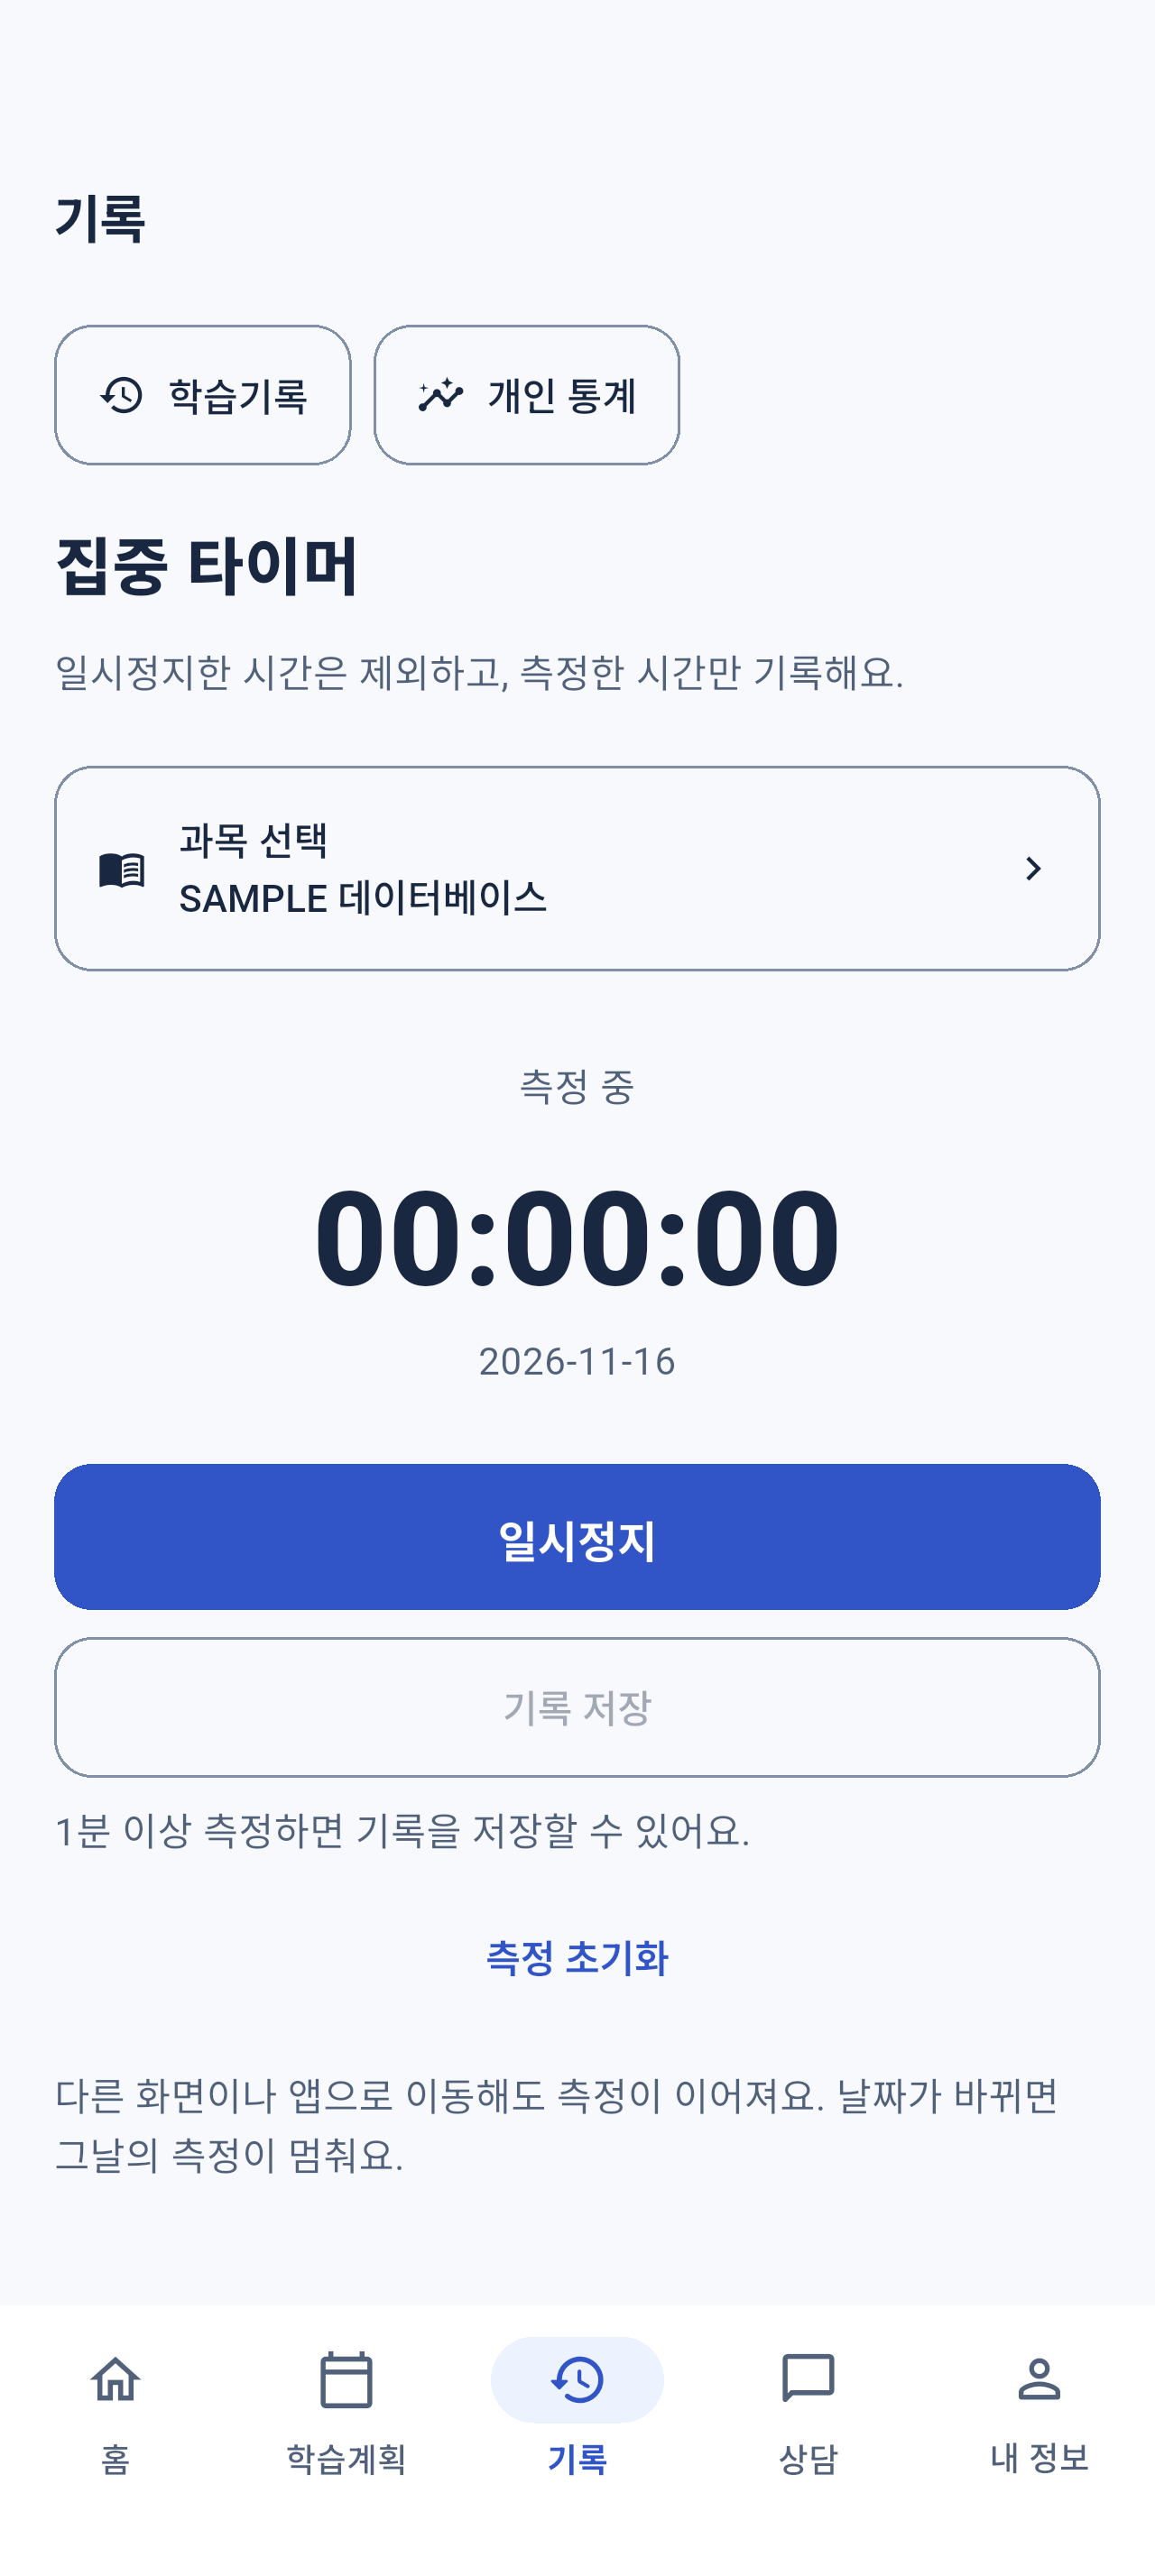 기록
학습기록
개인 통계
집중 타이머
일시정지한 시간은 제외하고, 측정한 시간만 기록해요.
과목 선택
SAMPLE 데이터베이스
측정 중
00:00:00
2026-11-16
일시정지
기록 저장
1분 이상 측정하면 기록을 저장할 수 있어요.
측정 초기화
다른 화면이나 앱으로 이동해도 측정이 이어져요. 날짜가 바뀌면
그날의 측정이 멈춰요.
홈
학습계획
기록
상담
내 정보